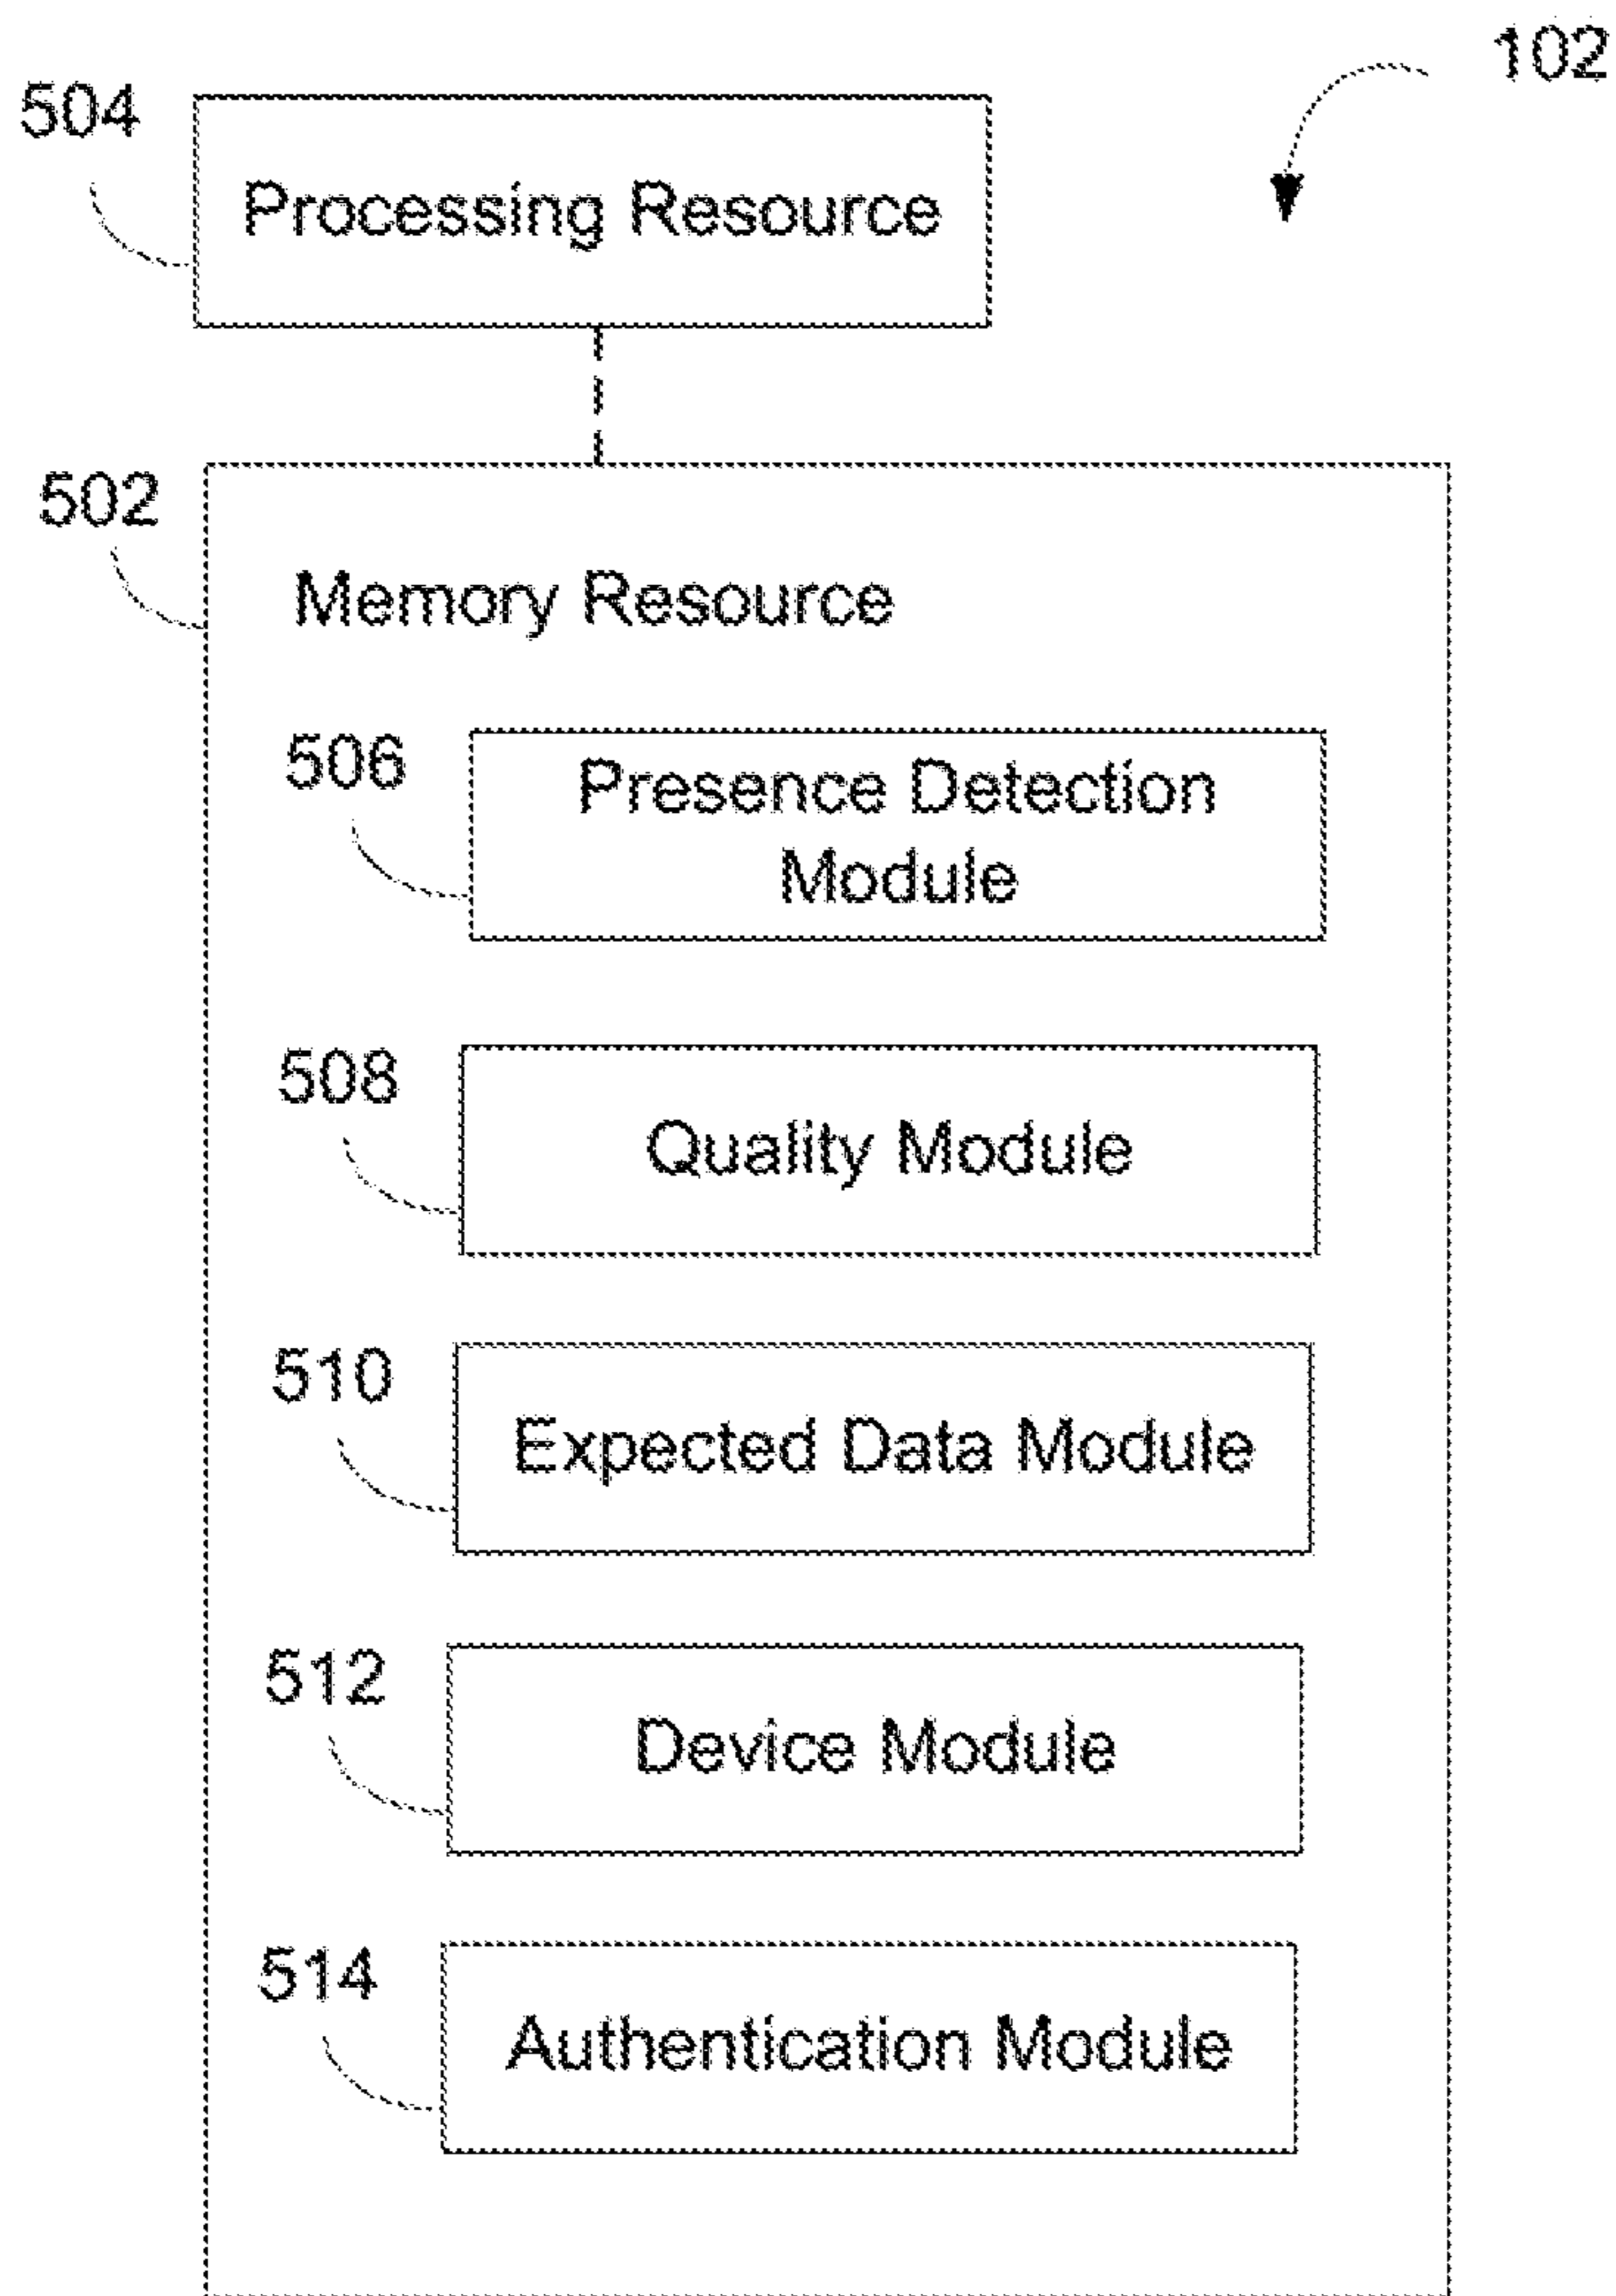 102
504
Processing Resource
502
Memory Resource
506
Presence Detection
Module
508
Quality Module
510
Expected Data Module
512
Device Module
514
Authentication Module